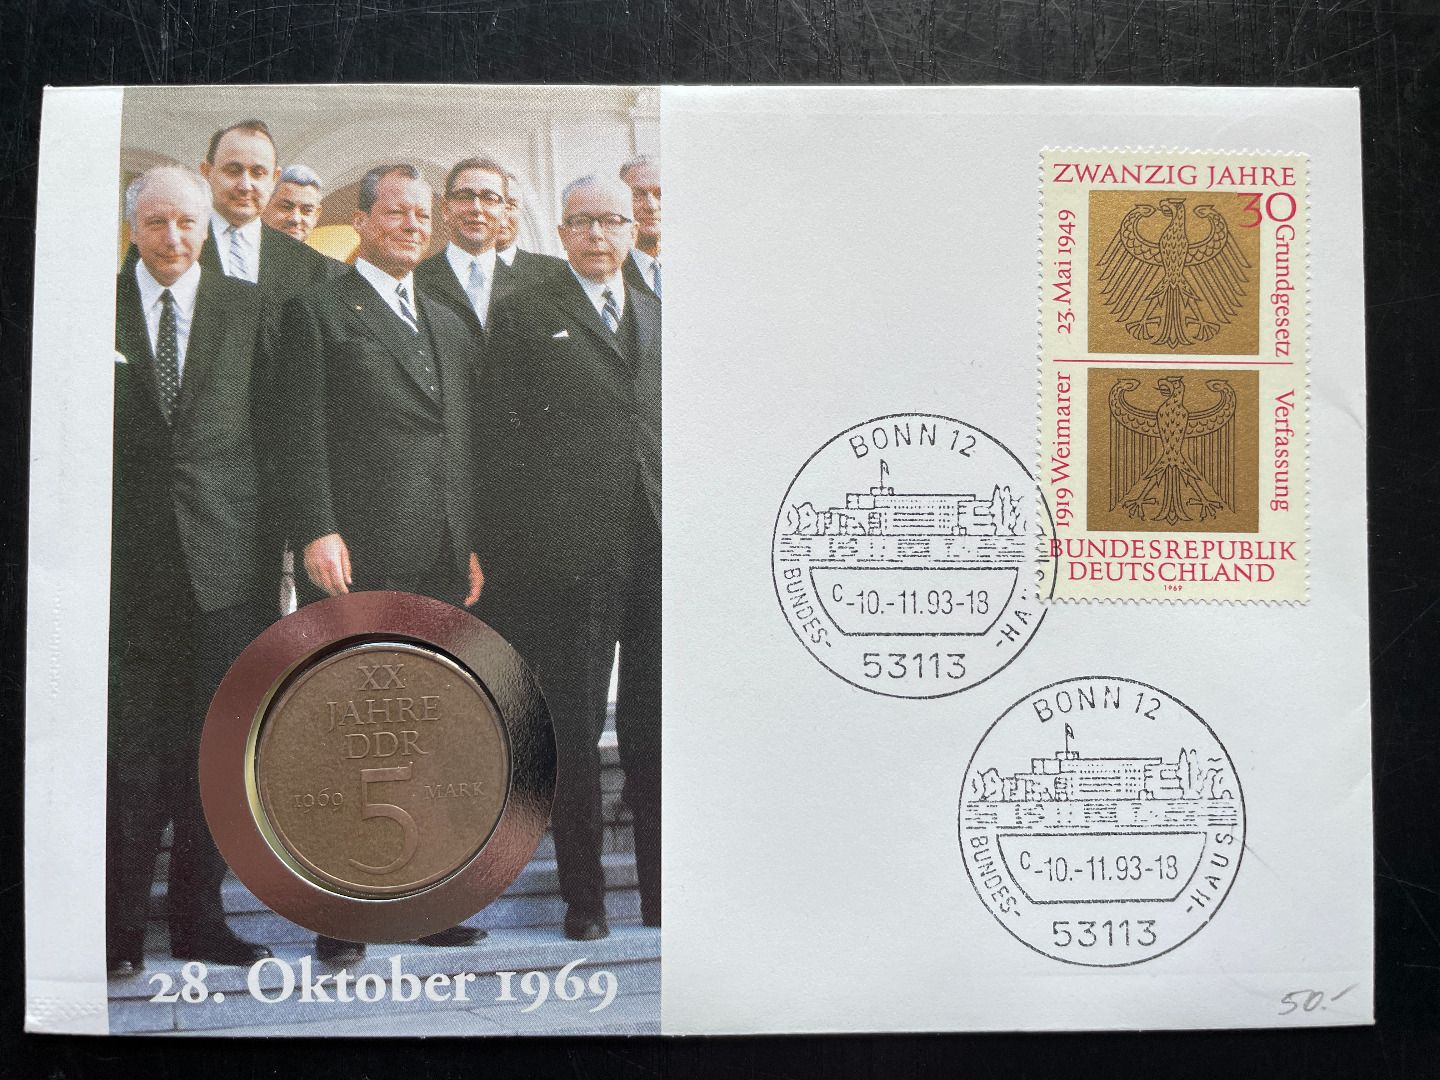 ZWANZIG JAHRE
30
23. Mai 1949
Grundgesetz
1919 Weimarer
Verfassung
BUNDESREPUBLIK
DEUTSCHLAND
1969
BONN 12
C-10.-11.93-18
BUNDES-
-HAUS
53113
BONN 12
C-10.-11.93-18
BUNDES-
-HAUS
53113
XX
JAHRE
DDR
1000 5 MARK
28. Oktober 1969
50.-